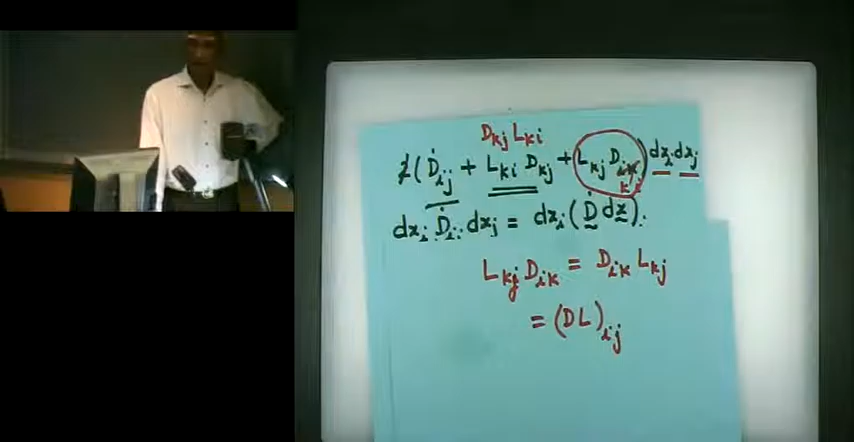 D_kj L_ki
2(Ḋ_ij + L_ki D_kj + L_kj D_ik) dx_i dx_j
dx_i Ḋ_ij dx_j = dx_i (Ḋ dx)_i
L_kj D_ik = D_ik L_kj
= (DL)_ij